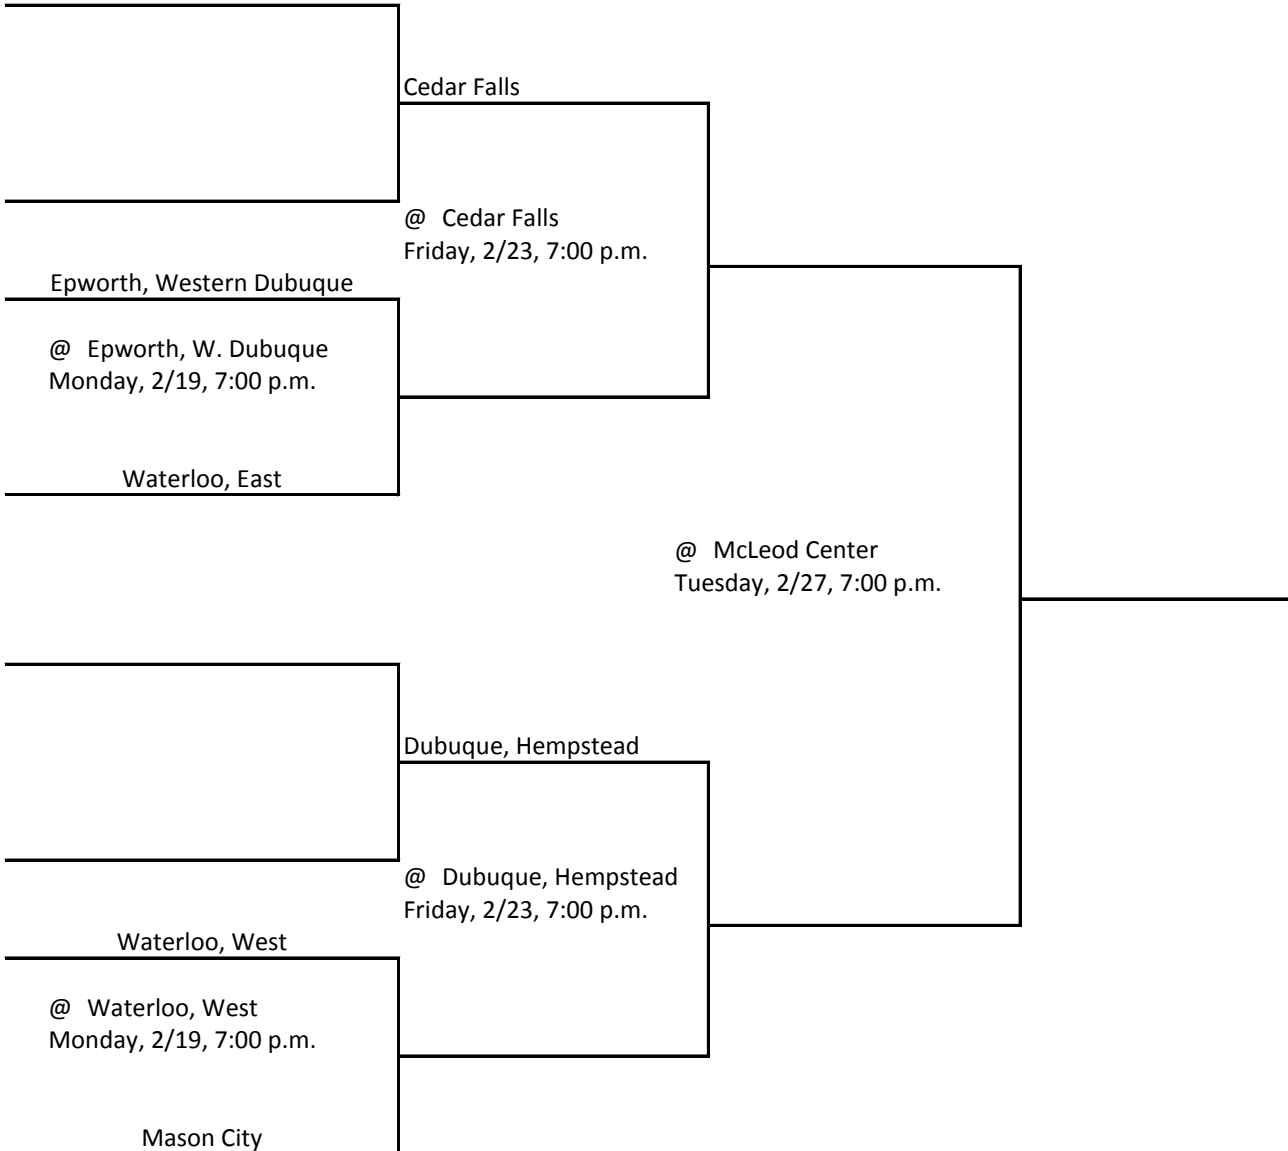 Cedar Falls
@ Cedar Falls
Friday, 2/23, 7:00 p.m.
Epworth, Western Dubuque
@ Epworth, W. Dubuque
Monday, 2/19, 7:00 p.m.
Waterloo, East
@ McLeod Center
Tuesday, 2/27, 7:00 p.m.
Dubuque, Hempstead
@ Dubuque, Hempstead
Friday, 2/23, 7:00 p.m.
Waterloo, West
@ Waterloo, West
Monday, 2/19, 7:00 p.m.
Mason City